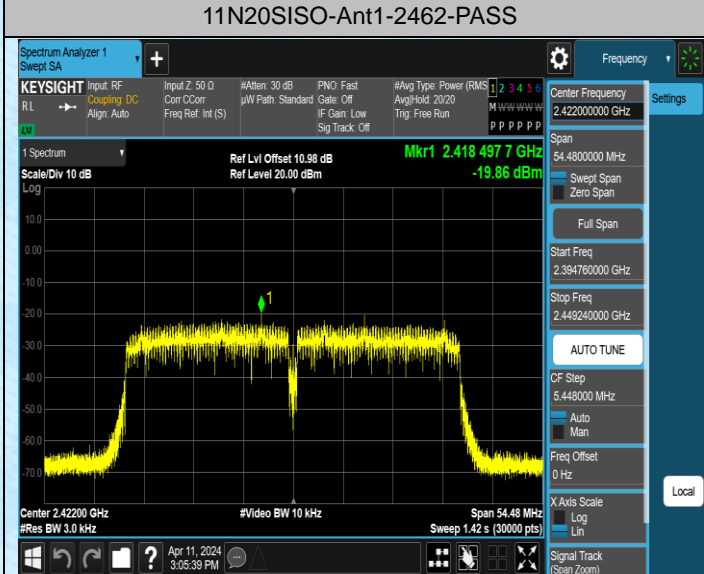 11N20SISO-Ant1-2462-PASS
Spectrum Analyzer 1
Swept SA
+
Frequency
KEYSIGHT
RL
LXI
Input: RF
Coupling: DC
Align: Auto
Input Z: 50 Ω
Corr CCorr
Freq Ref: Int (S)
#Atten: 30 dB
µW Path: Standard
PNO: Fast
Gate: Off
IF Gain: Low
Sig Track: Off
#Avg Type: Power (RMS
Avg|Hold: 20/20
Trig: Free Run
1 2 3 4 5 6
M W W W W W
P P P P P P
Center Frequency
2.422000000 GHz
Settings
1 Spectrum
Scale/Div 10 dB
Ref Lvl Offset 10.98 dB
Ref Level 20.00 dBm
Mkr1 2.418 497 7 GHz
-19.86 dBm
Span
54.4800000 MHz
Swept Span
Zero Span
Full Span
Start Freq
2.394760000 GHz
Stop Freq
2.449240000 GHz
AUTO TUNE
CF Step
5.448000 MHz
Auto
Man
Freq Offset
0 Hz
X Axis Scale
Log
Lin
Local
Signal Track
(Span Zoom)
Log
10.0
0.00
-10.0
-20.0
-30.0
-40.0
-50.0
-60.0
-70.0
1
Center 2.42200 GHz
#Res BW 3.0 kHz
#Video BW 10 kHz
Span 54.48 MHz
Sweep 1.42 s (30000 pts)
?
Apr 11, 2024
3:05:39 PM